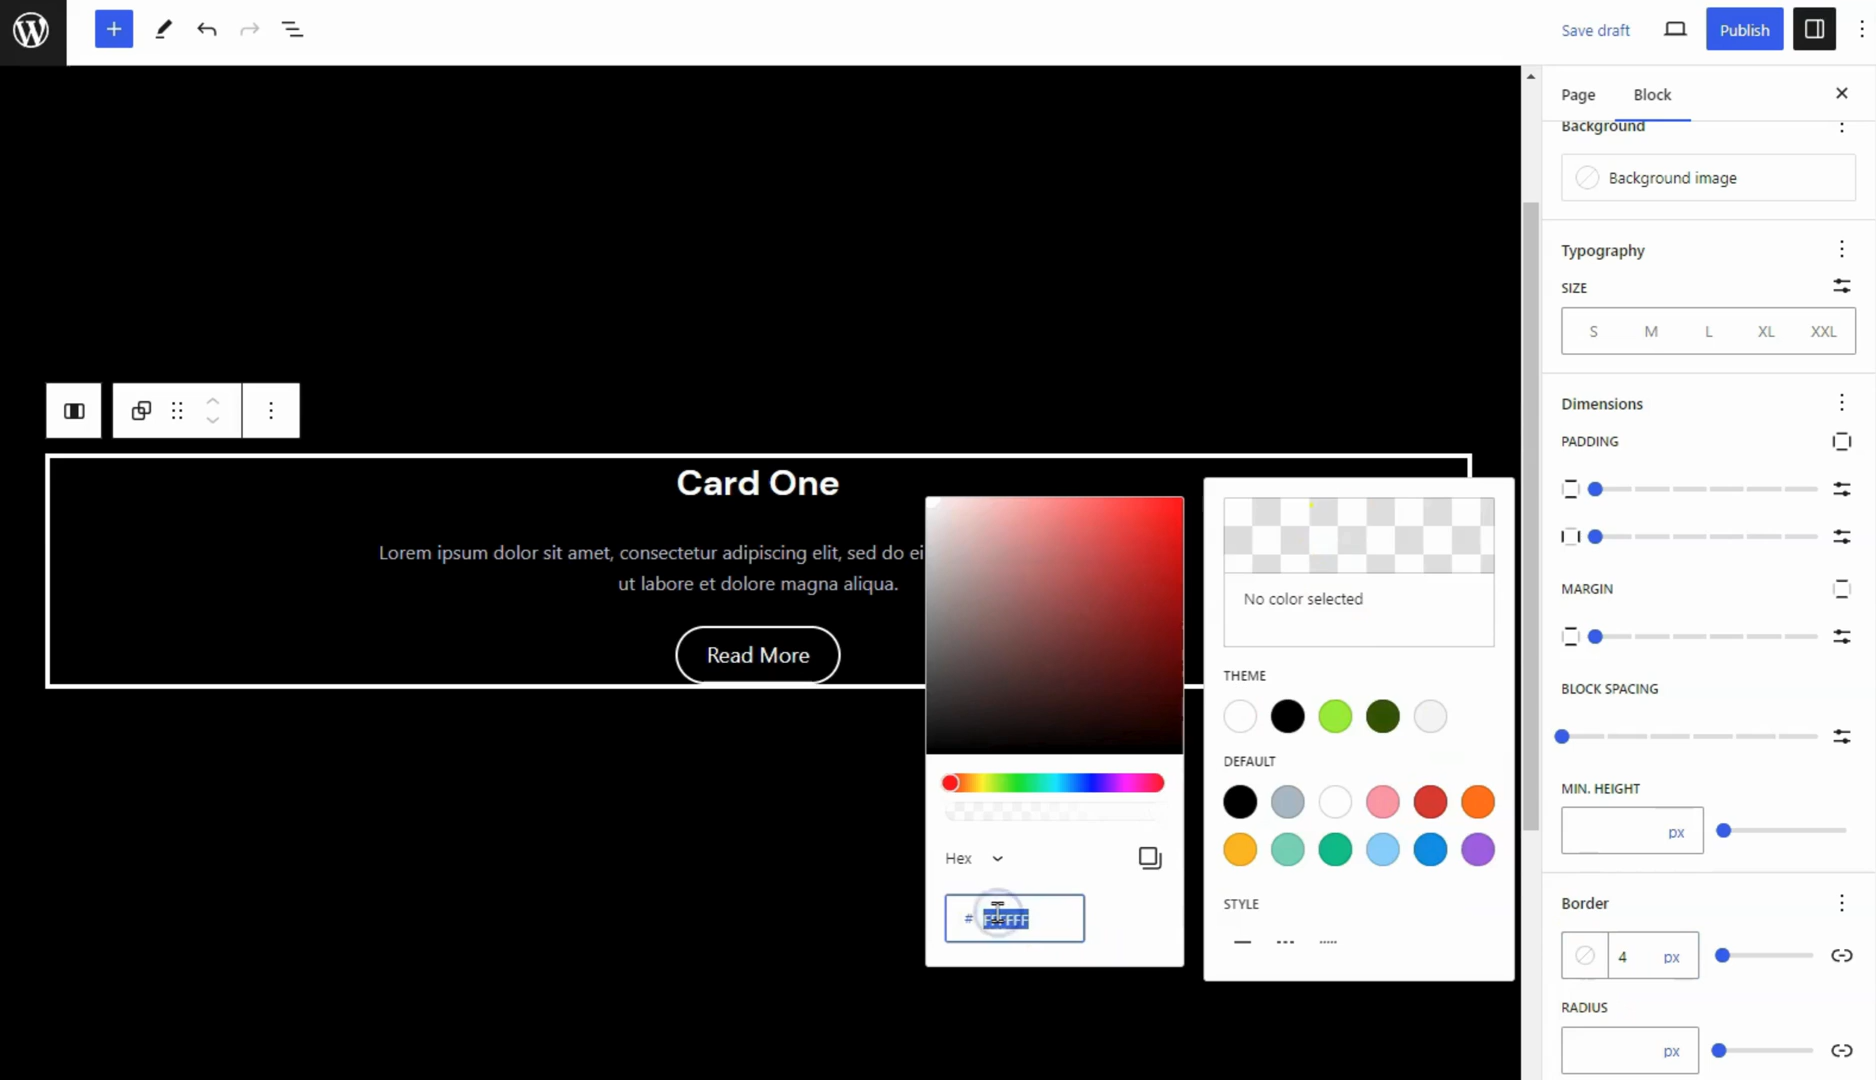 Save draft
Publish
Page
Block
Background
Background image
Typography
SIZE
S M L XL XXL
Dimensions
PADDING
MARGIN
BLOCK SPACING
MIN. HEIGHT
px
Border
4 px
RADIUS
px
Card One
Lorem ipsum dolor sit amet, consectetur adipiscing elit, sed do ei
ut labore et dolore magna aliqua.
Read More
Hex
# FFFFFF
No color selected
THEME
DEFAULT
STYLE